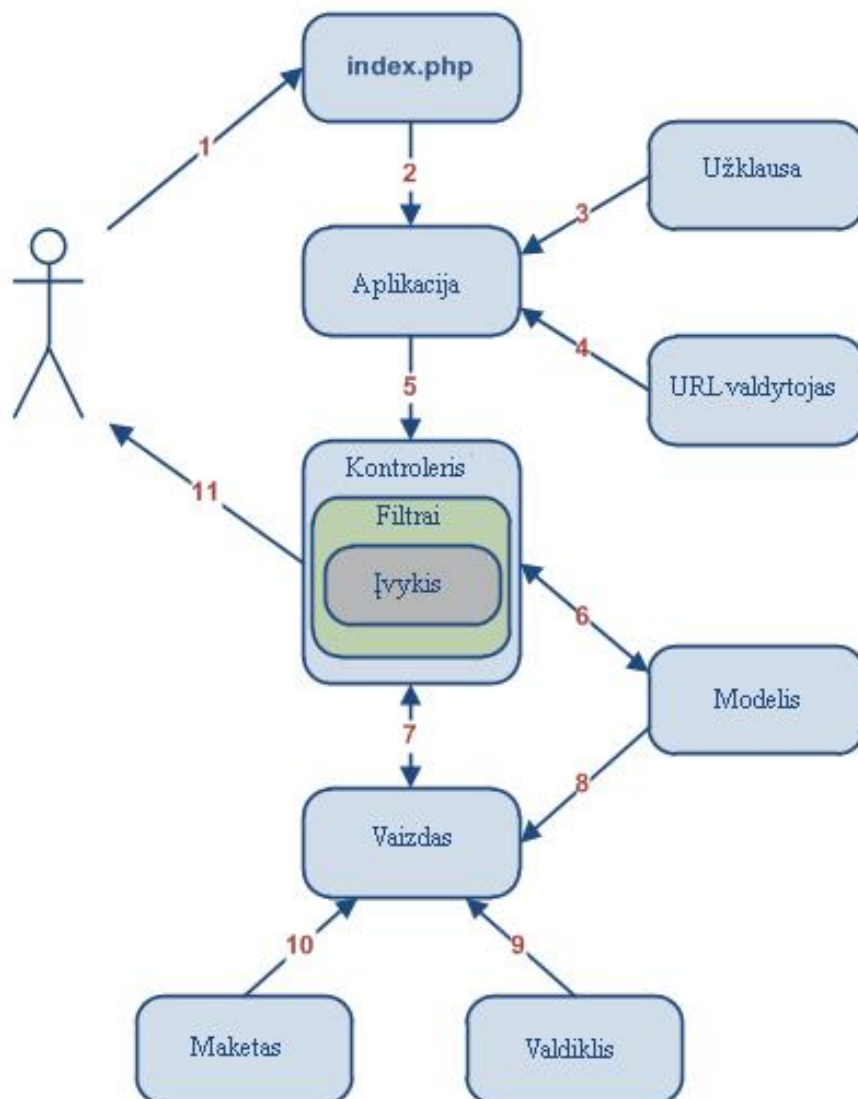 index.php
1
2
Užklausa
3
Aplikacija
4
URL valdytojas
5
Kontroleris
11
Filtrai
Įvykis
6
Modelis
7
8
Vaizdas
10
9
Maketas
Valdiklis